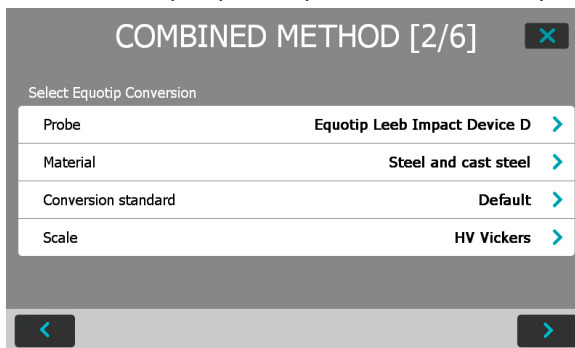 COMBINED METHOD [2/6]
Select Equotip Conversion
Probe Equotip Leeb Impact Device D
Material Steel and cast steel
Conversion standard Default
Scale HV Vickers